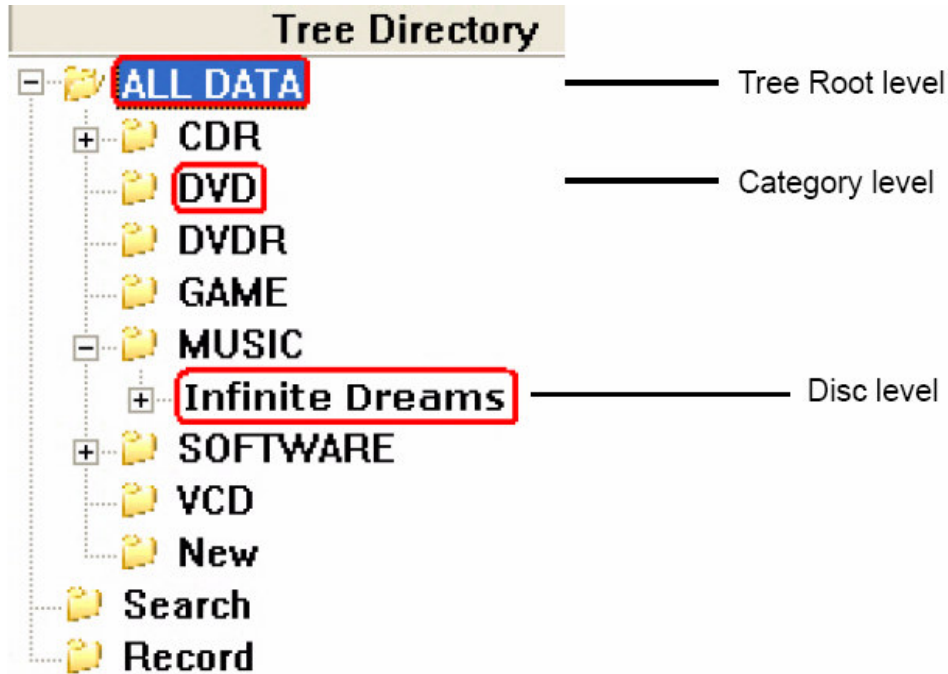 Tree Directory
ALL DATA Tree Root level
CDR
DVD Category level
DVDR
GAME
MUSIC
Infinite Dreams Disc level
SOFTWARE
VCD
New
Search
Record